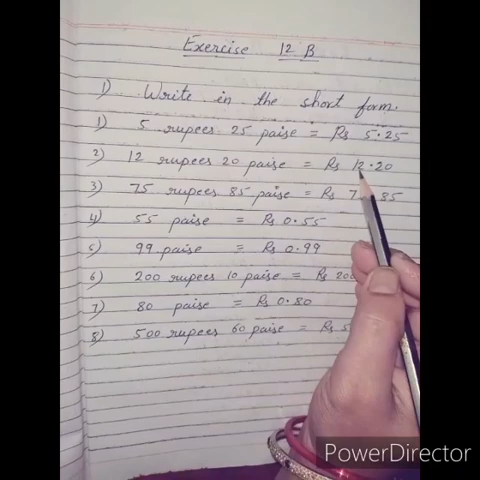 Exercise 12 B
1) Write in the short form.
1) 5 rupees 25 paise = Rs 5.25
2) 12 rupees 20 paise = Rs 12.20
3) 75 rupees 85 paise = Rs 7 .85
4) 55 paise = Rs 0.55
5) 99 paise = Rs 0.99
6) 200 rupees 10 paise = Rs 20
7) 80 paise = Rs 0.80
8) 500 rupees 60 paise = Rs 5
PowerDirector